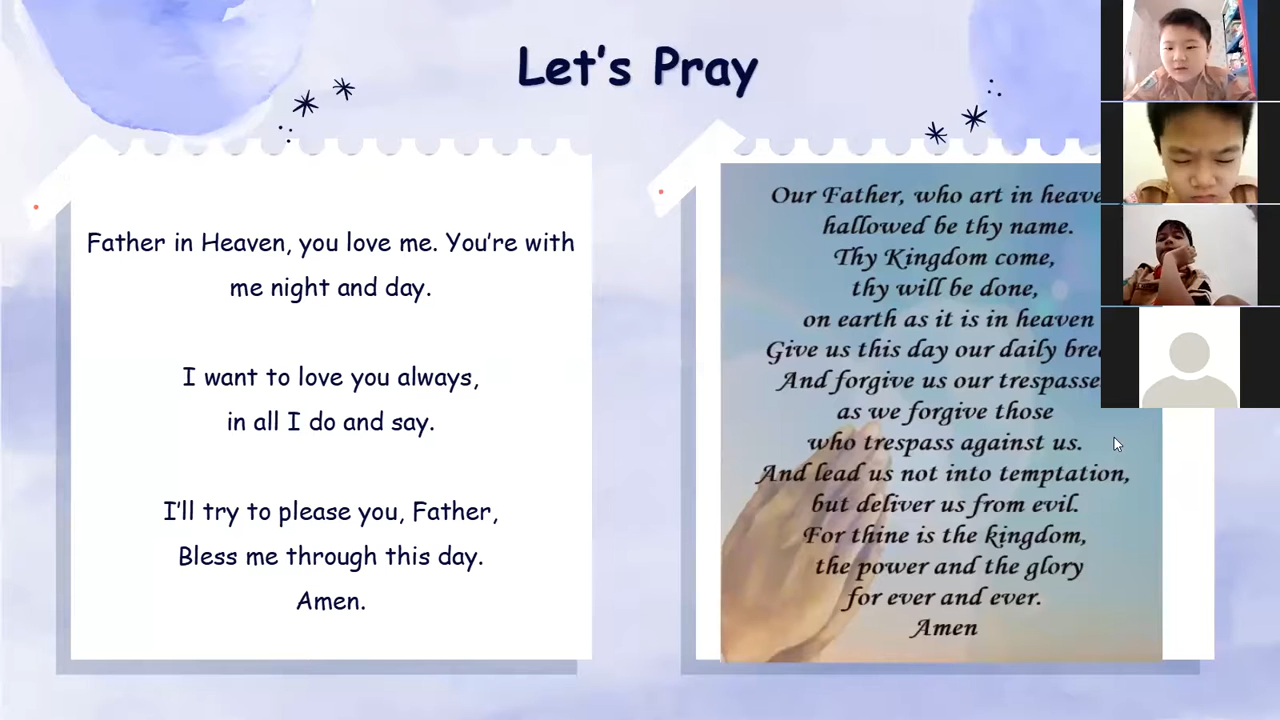 Let's Pray
Father in Heaven, you love me. You're with
me night and day.
I want to love you always,
in all I do and say.
I'll try to please you, Father,
Bless me through this day.
Amen.
Our Father, who art in
hallowed be thy name.
Thy Kingdom come,
thy will be done,
on earth as it is in heaven
Give us this day our daily
And forgive us our
as we forgive those
who trespass against us.
And lead us not into temptation,
but deliver us from evil.
For thine is the kingdom,
the power and the glory
for ever and ever.
Amen